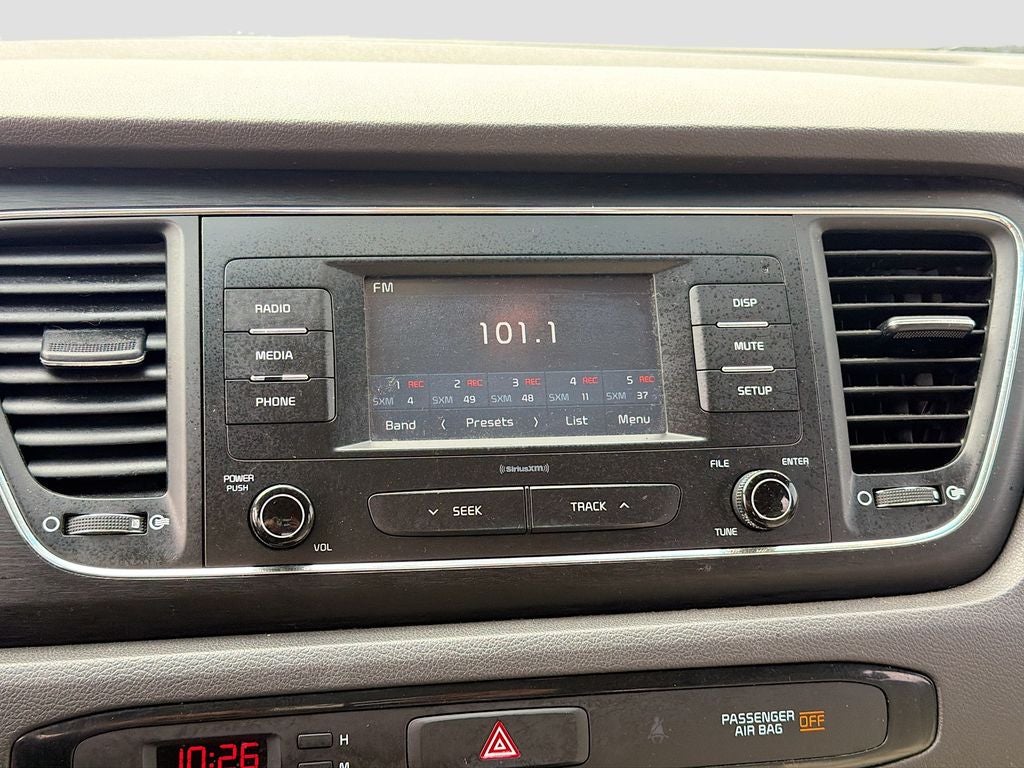 FM
101.1
1 REC 2 REC 3 REC 4 REC 5 REC
SXM 4 SXM 49 SXM 48 SXM 11 SXM 37
Band < Presets > List Menu
RADIO
MEDIA
PHONE
DISP
MUTE
SETUP
((SiriusXM))
POWER
PUSH
VOL
SEEK
TRACK
FILE
ENTER
TUNE
10:26
H
M
PASSENGER
AIR BAG
OFF